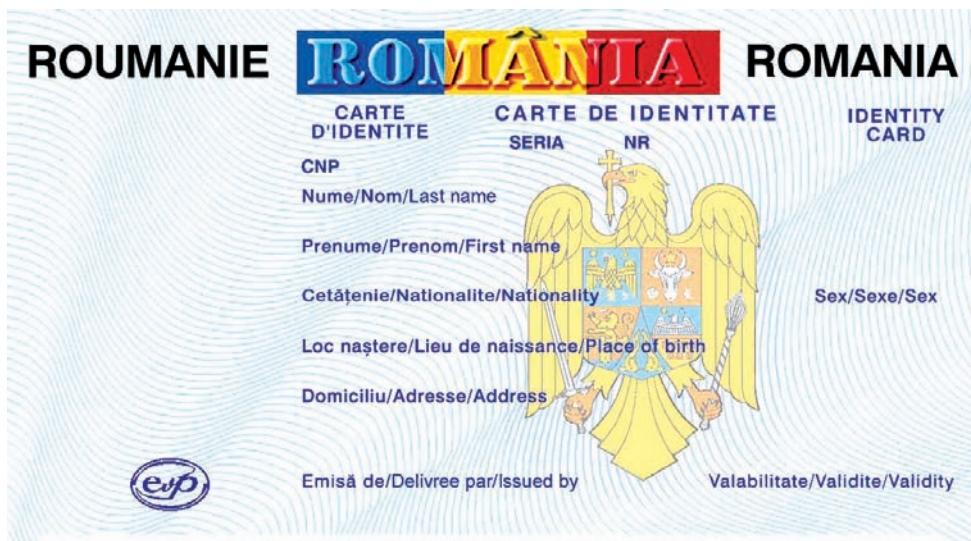 ROUMANIE ROMÂNIA ROMANIA
CARTE D'IDENTITE
CARTE DE IDENTITATE
IDENTITY CARD
SERIA NR
CNP
Nume/Nom/Last name
Prenume/Prenom/First name
Cetățenie/Nationalite/Nationality
Sex/Sexe/Sex
Loc naștere/Lieu de naissance/Place of birth
Domiciliu/Adresse/Address
Emisă de/Delivree par/Issued by
Valabilitate/Validite/Validity